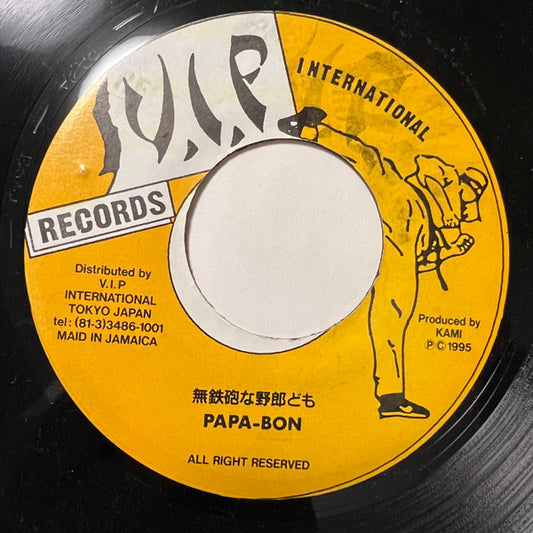 V.I.P
INTERNATIONAL
RECORDS
Distributed by
V.I.P
INTERNATIONAL
TOKYO JAPAN
tel: (81-3)3486-1001
MAID IN JAMAICA
Produced by
KAMI
Ⓟ©1995
無鉄砲な野郎ども
PAPA-BON
ALL RIGHT RESERVED